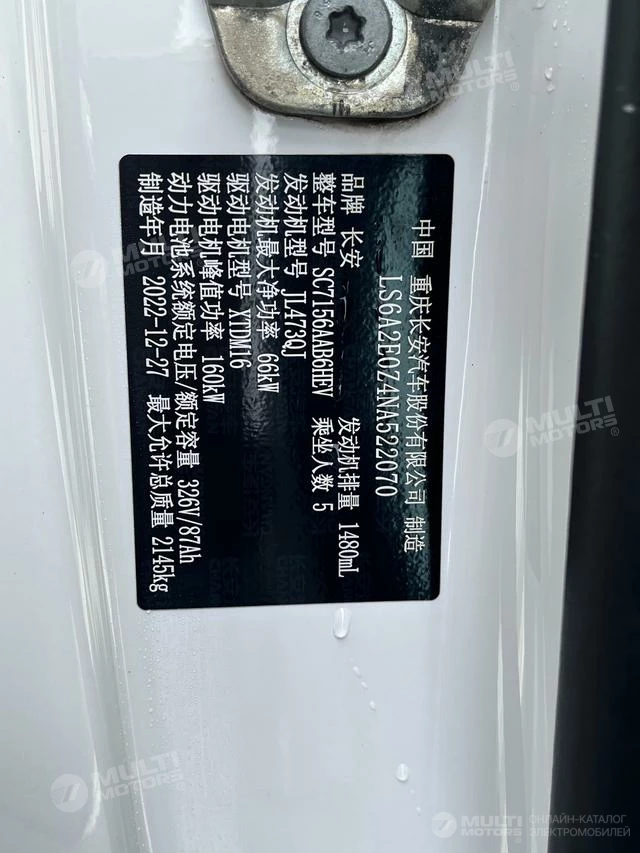 中国 重庆长安汽车股份有限公司 制造
LS6A2E0Z4NA522070
品牌 长安 发动机排量 1480mL
整车型号 SC7156AAB6HEV 乘坐人数 5
发动机型号 JL473QJ
发动机最大净功率 66kW
驱动电机型号 XTDM16
驱动电机峰值功率 160kW
动力电池系统额定电压/额定容量 326V/87Ah
制造年月 2022-12-27 最大允许总质量 2145kg
MULTI MOTORS
MULTI MOTORS
MULTI MOTORS
MULTI MOTORS
MULTI MOTORS ОНЛАЙН-КАТАЛОГ
ЭЛЕКТРОМОБИЛЕЙ